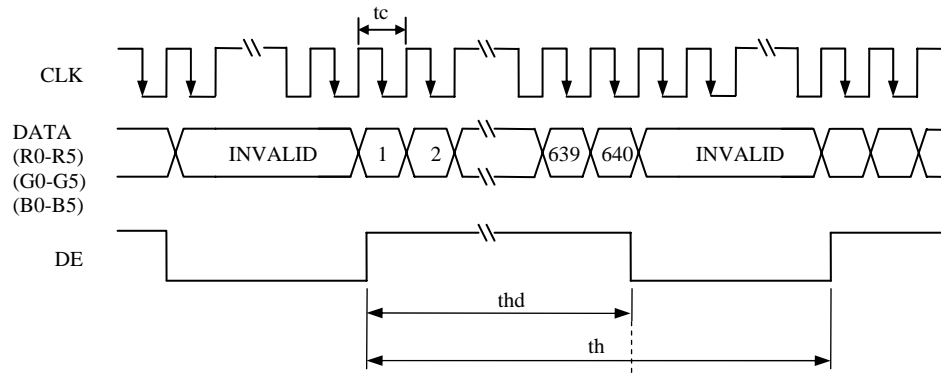 tc
CLK
DATA
(R0-R5)
(G0-G5)
(B0-B5)
INVALID 1 2 639 640 INVALID
DE
thd
th